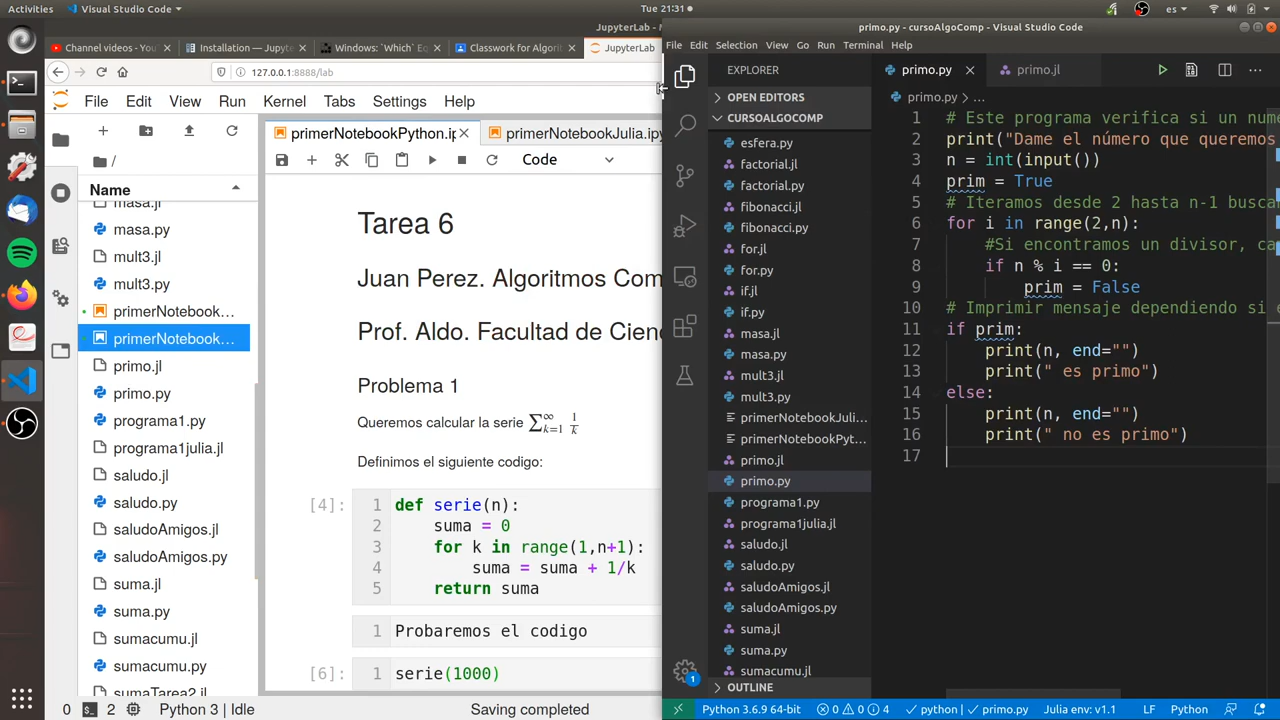 Activities
Visual Studio Code
Tue 21:31
es
JupyterLab - M
Channel videos - You
Installation — Jupyte
Windows: `Which` Eq
Classwork for Algorit
JupyterLab
127.0.0.1:8888/lab
File Edit View Run Kernel Tabs Settings Help
primerNotebookPython.ip
primerNotebookJulia.ipy
Code
/
Name
masa.jl
masa.py
mult3.jl
mult3.py
primerNotebook…
primerNotebook…
primo.jl
primo.py
programa1.py
programa1julia.jl
saludo.jl
saludo.py
saludoAmigos.jl
saludoAmigos.py
suma.jl
suma.py
sumacumu.jl
sumacumu.py
sumaTarea2.jl
Tarea 6
Juan Perez. Algoritmos Com
Prof. Aldo. Facultad de Cienc
Problema 1
Queremos calcular la serie ∑_{k=1}^{∞} 1/k
Definimos el siguiente codigo:
[4]:
1 def serie(n):
2 suma = 0
3 for k in range(1,n+1):
4 suma = suma + 1/k
5 return suma
1 Probaremos el codigo
[6]: 1 serie(1000)
0 2 Python 3 | Idle Saving completed
primo.py - cursoAlgoComp - Visual Studio Code
File Edit Selection View Go Run Terminal Help
EXPLORER
OPEN EDITORS
CURSOALGOCOMP
esfera.py
factorial.jl
factorial.py
fibonacci.jl
fibonacci.py
for.jl
for.py
if.jl
if.py
masa.jl
masa.py
mult3.jl
mult3.py
primerNotebookJuli...
primerNotebookPyt...
primo.jl
primo.py
programa1.py
programa1julia.jl
saludo.jl
saludo.py
saludoAmigos.jl
saludoAmigos.py
suma.jl
suma.py
sumacumu.jl
OUTLINE
primo.py
primo.jl
primo.py > ...
1 # Este programa verifica si un nume
2 print("Dame el número que queremos
3 n = int(input())
4 prim = True
5 # Iteramos desde 2 hasta n-1 busca
6 for i in range(2,n):
7 #Si encontramos un divisor, ca
8 if n % i == 0:
9 prim = False
10 # Imprimir mensaje dependiendo si e
11 if prim:
12 print(n, end="")
13 print(" es primo")
14 else:
15 print(n, end="")
16 print(" no es primo")
17
1
Python 3.6.9 64-bit 0 0 4 python | primo.py Julia env: v1.1 LF Python